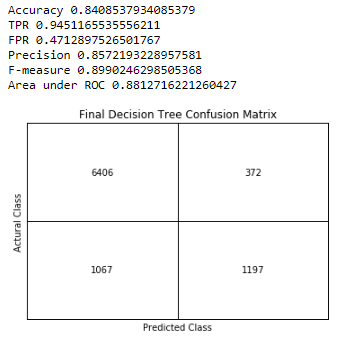 Accuracy 0.8408537934085379
TPR 0.9451165535556211
FPR 0.4712897526501767
Precision 0.8572193228957581
F-measure 0.8990246298505368
Area under ROC 0.8812716221260427
Final Decision Tree Confusion Matrix
6406 372
Actural Class
1067 1197
Predicted Class